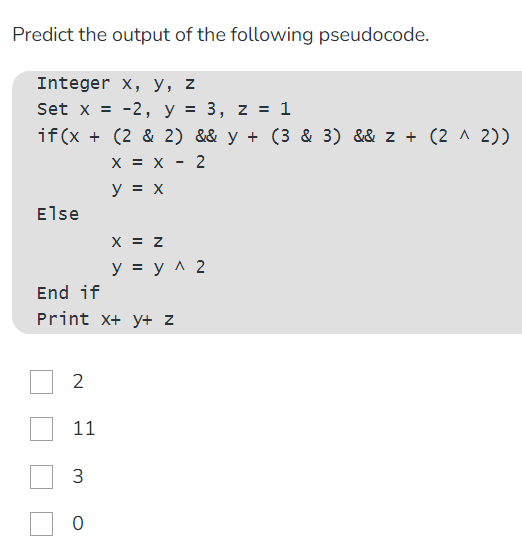 Predict the output of the following pseudocode.
Integer x, y, z
Set x = -2, y = 3, z = 1
if(x + (2 & 2) && y + (3 & 3) && z + (2 ^ 2))
x = x - 2
y = x
Else
x = z
y = y ^ 2
End if
Print x+ y+ z
2
11
3
0